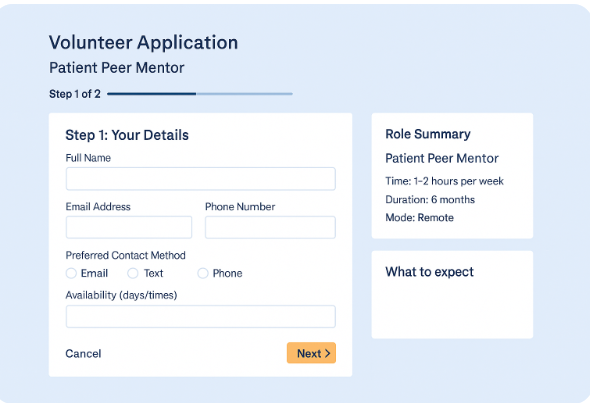 Volunteer Application
Patient Peer Mentor
Step 1 of 2
Step 1: Your Details
Full Name
Email Address
Phone Number
Preferred Contact Method
Email
Text
Phone
Availability (days/times)
Cancel
Next >
Role Summary
Patient Peer Mentor
Time: 1–2 hours per week
Duration: 6 months
Mode: Remote
What to expect